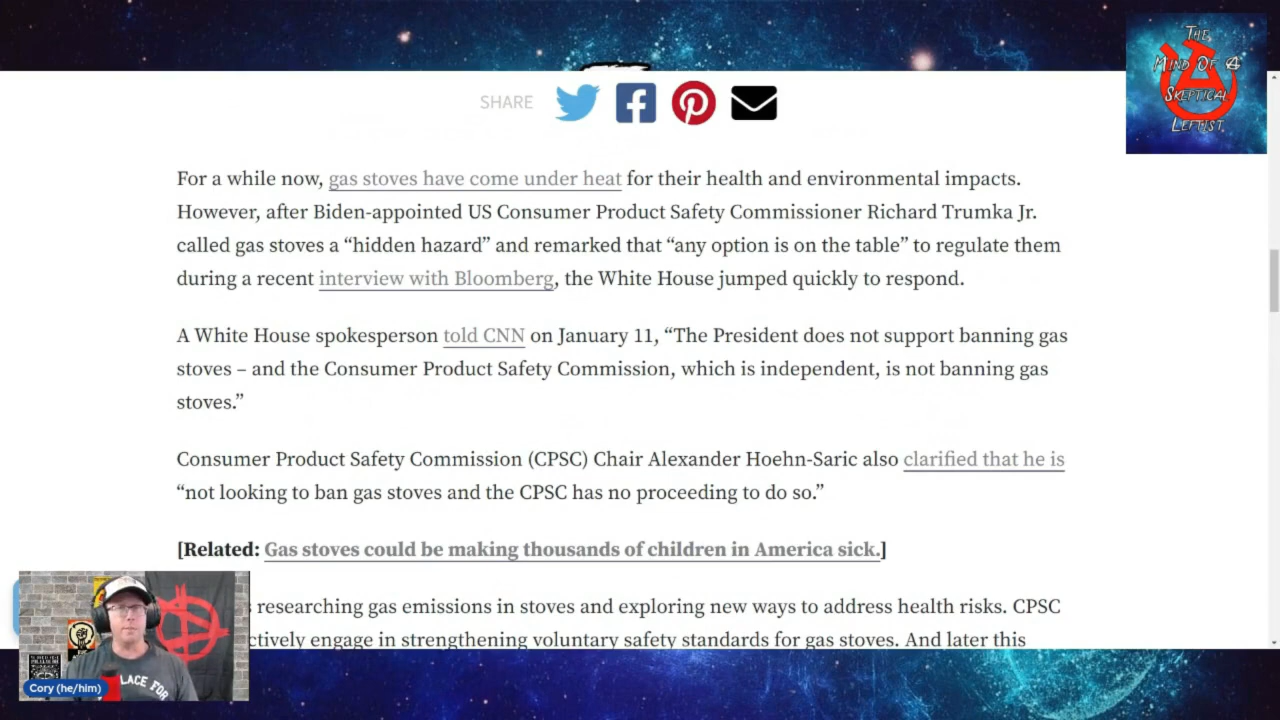 THE
MIND OF A
SKEPTICAL
LEFTIST
SHARE
For a while now, gas stoves have come under heat for their health and environmental impacts.
However, after Biden-appointed US Consumer Product Safety Commissioner Richard Trumka Jr.
called gas stoves a “hidden hazard” and remarked that “any option is on the table” to regulate them
during a recent interview with Bloomberg, the White House jumped quickly to respond.
A White House spokesperson told CNN on January 11, “The President does not support banning gas
stoves – and the Consumer Product Safety Commission, which is independent, is not banning gas
stoves.”
Consumer Product Safety Commission (CPSC) Chair Alexander Hoehn-Saric also clarified that he is
“not looking to ban gas stoves and the CPSC has no proceeding to do so.”
[Related: Gas stoves could be making thousands of children in America sick.]
researching gas emissions in stoves and exploring new ways to address health risks. CPSC
ctively engage in strengthening voluntary safety standards for gas stoves. And later this
LACE FOR
Cory (he/him)